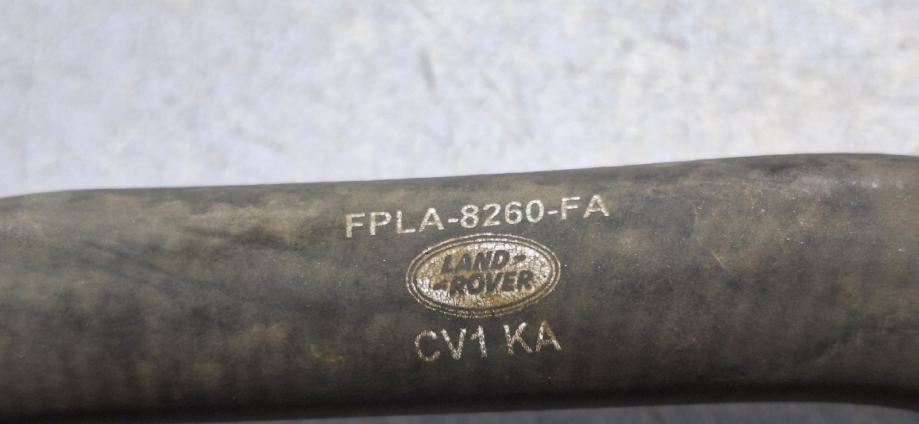 FPLA-8260-FA
LAND-
-ROVER
CV1 KA